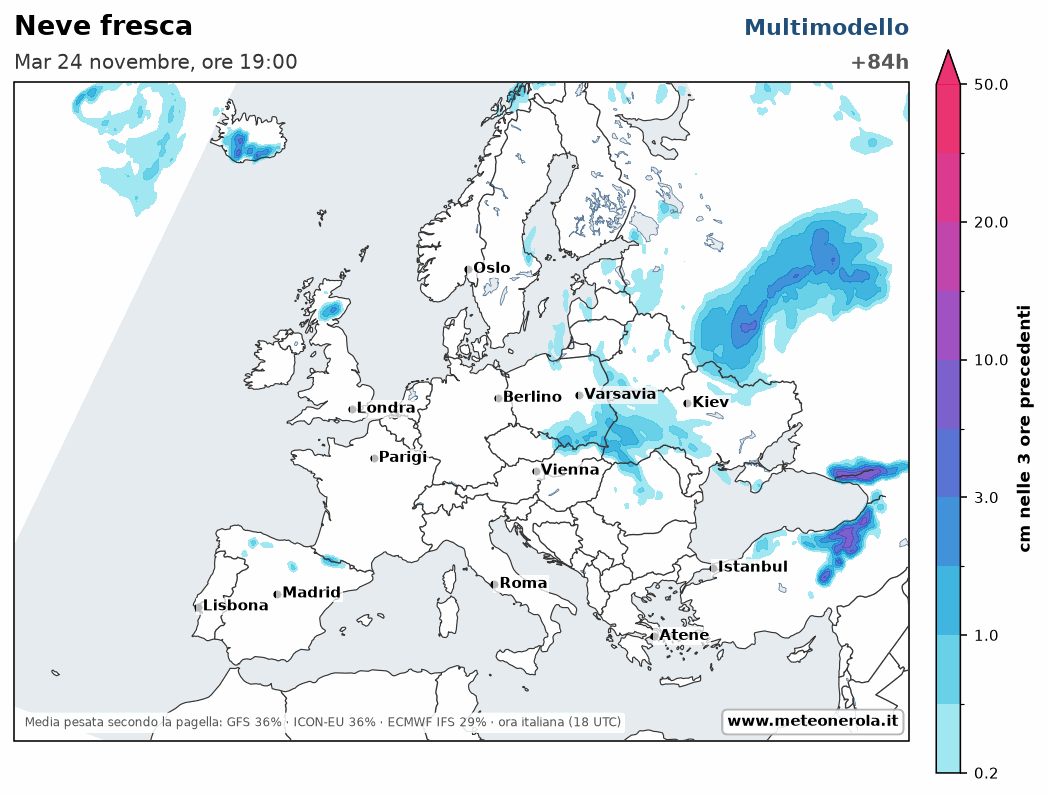 Neve fresca
Multimodello
Mar 24 novembre, ore 19:00
+84h
50.0
20.0
10.0
3.0
1.0
0.2
cm nelle 3 ore precedenti
Oslo
Londra
Berlino
Varsavia
Kiev
Parigi
Vienna
Istanbul
Madrid
Roma
Lisbona
Atene
Media pesata secondo la pagella: GFS 36% · ICON-EU 36% · ECMWF IFS 29% · ora italiana (18 UTC)
www.meteonerola.it